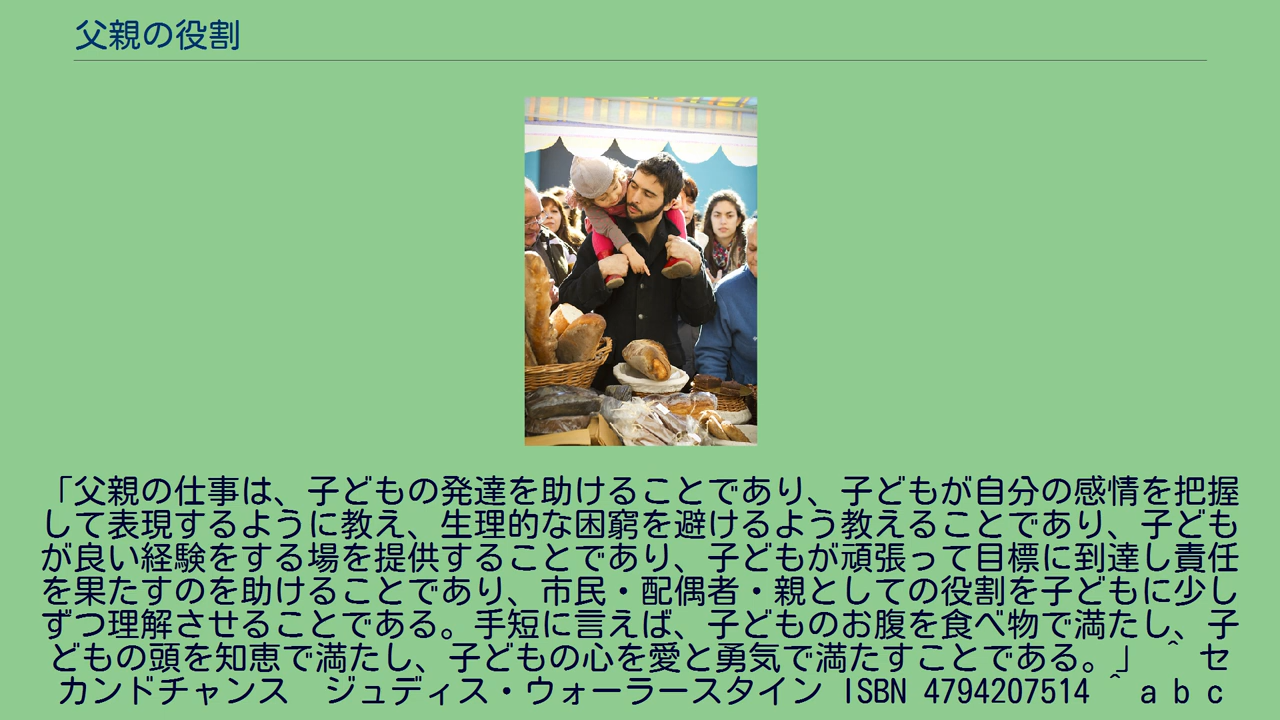 父親の役割
「父親の仕事は、子どもの発達を助けることであり、子どもが自分の感情を把握
して表現するように教え、生理的な困窮を避けるよう教えることであり、子ども
が良い経験をする場を提供することであり、子どもが頑張って目標に到達し責任
を果たすのを助けることであり、市民・配偶者・親としての役割を子どもに少し
ずつ理解させることである。手短に言えば、子どものお腹を食べ物で満たし、子
どもの頭を知恵で満たし、子どもの心を愛と勇気で満たすことである。」 ^ セ
カンドチャンス ジュディス・ウォーラースタイン ISBN 4794207514 ^ a b c